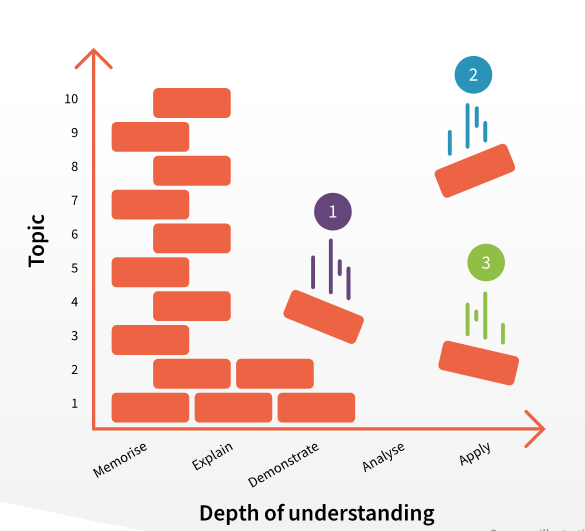 2
10
9
8
7
1
6
5
3
4
3
2
1
Topic
Memorise
Explain
Demonstrate
Analyse
Apply
Depth of understanding